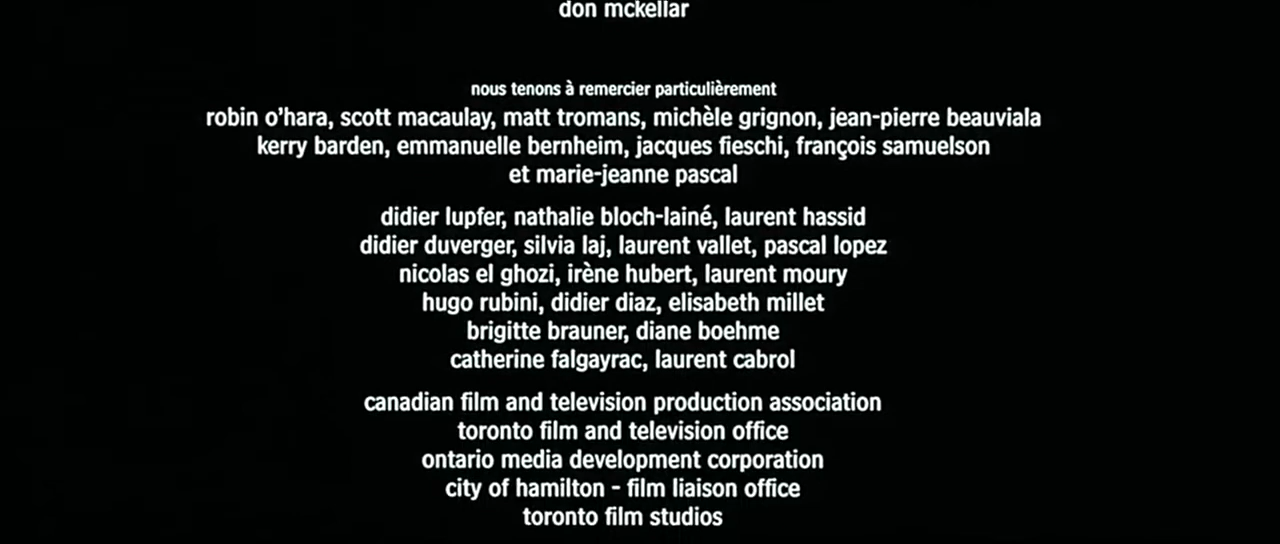 don mckellar
nous tenons à remercier particulièrement
robin o'hara, scott macaulay, matt tromans, michèle grignon, jean-pierre beauviala
kerry barden, emmanuelle bernheim, jacques fieschi, françois samuelson
et marie-jeanne pascal
didier lupfer, nathalie bloch-lainé, laurent hassid
didier duverger, silvia laj, laurent vallet, pascal lopez
nicolas el ghozi, irène hubert, laurent moury
hugo rubini, didier diaz, elisabeth millet
brigitte brauner, diane boehme
catherine falgayrac, laurent cabrol
canadian film and television production association
toronto film and television office
ontario media development corporation
city of hamilton - film liaison office
toronto film studios